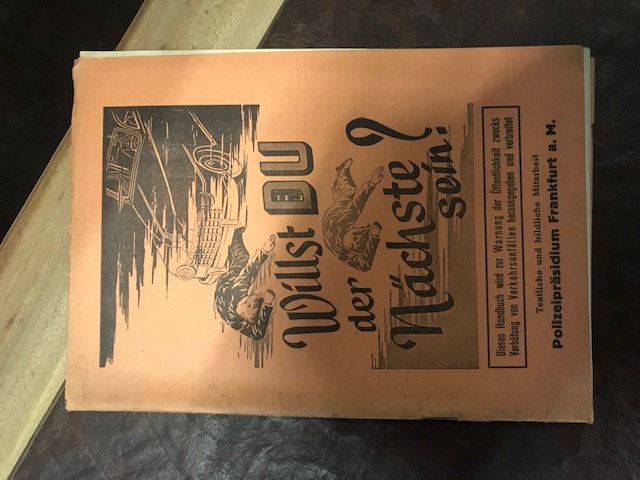 Willst DU
der
Nächste
sein?
Dieses Handbuch wird zur Warnung der Öffentlichkeit zwecks
Verhütung von Verkehrsunfällen herausgegeben und verbreitet
Textliche und bildliche Mitarbeit
Polizeipräsidium Frankfurt a. M.